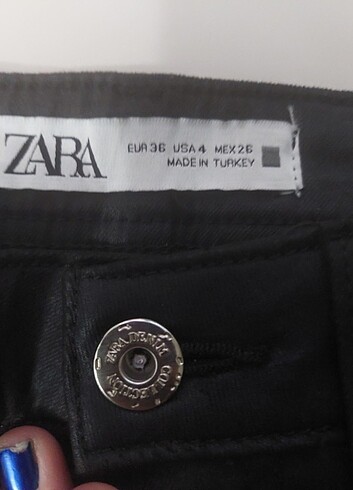 ZARA
EUR 36 USA 4 MEX 26
MADE IN TURKEY
ZARA DENIM
COLLECTION